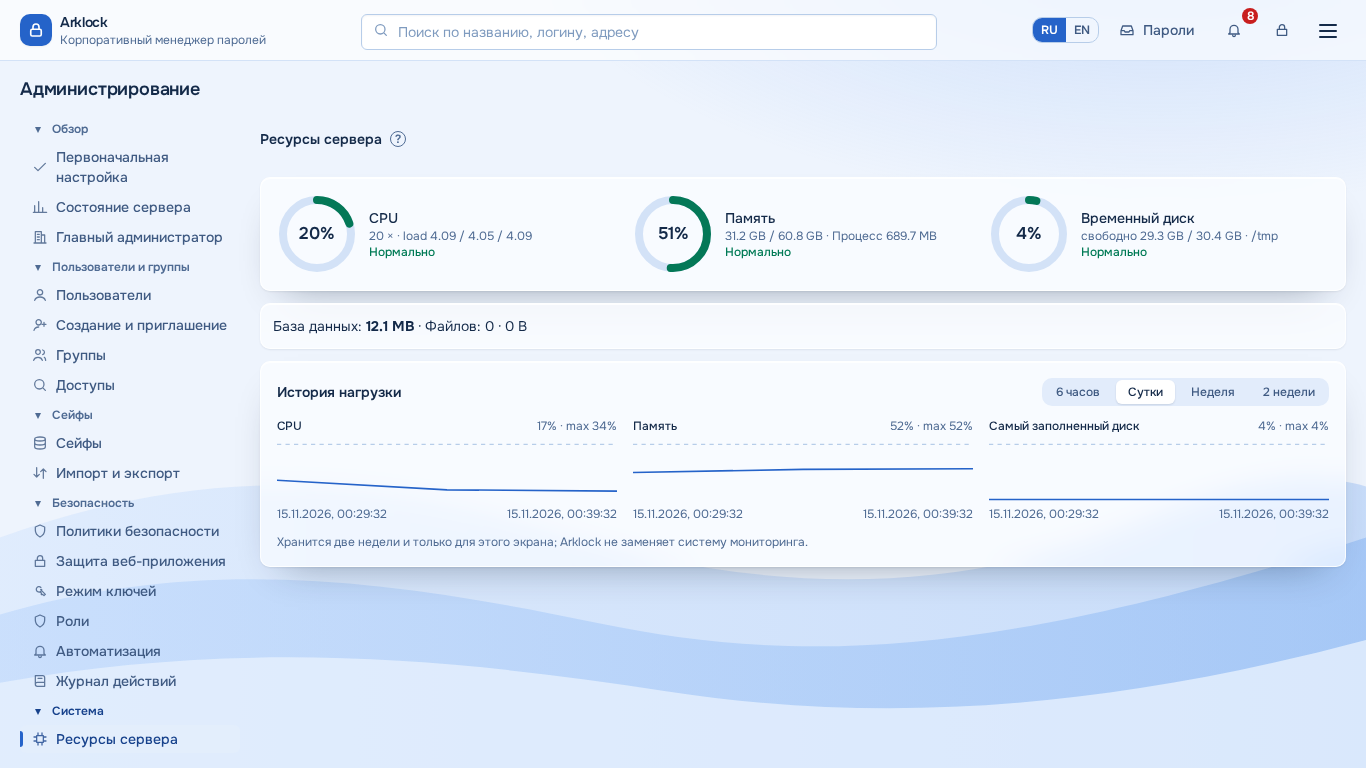 Arklock
Корпоративный менеджер паролей
Поиск по названию, логину, адресу
RU EN
Пароли
8
Администрирование
Обзор
Первоначальная
настройка
Состояние сервера
Главный администратор
Пользователи и группы
Пользователи
Создание и приглашение
Группы
Доступы
Сейфы
Сейфы
Импорт и экспорт
Безопасность
Политики безопасности
Защита веб-приложения
Режим ключей
Роли
Автоматизация
Журнал действий
Система
Ресурсы сервера
Ресурсы сервера ?
20%
CPU
20 × · load 4.09 / 4.05 / 4.09
Нормально
51%
Память
31.2 GB / 60.8 GB · Процесс 689.7 MB
Нормально
4%
Временный диск
свободно 29.3 GB / 30.4 GB · /tmp
Нормально
База данных: 12.1 MB · Файлов: 0 · 0 B
История нагрузки
6 часов Сутки Неделя 2 недели
CPU 17% · max 34%
15.11.2026, 00:29:32 15.11.2026, 00:39:32
Память 52% · max 52%
15.11.2026, 00:29:32 15.11.2026, 00:39:32
Самый заполненный диск 4% · max 4%
15.11.2026, 00:29:32 15.11.2026, 00:39:32
Хранится две недели и только для этого экрана; Arklock не заменяет систему мониторинга.